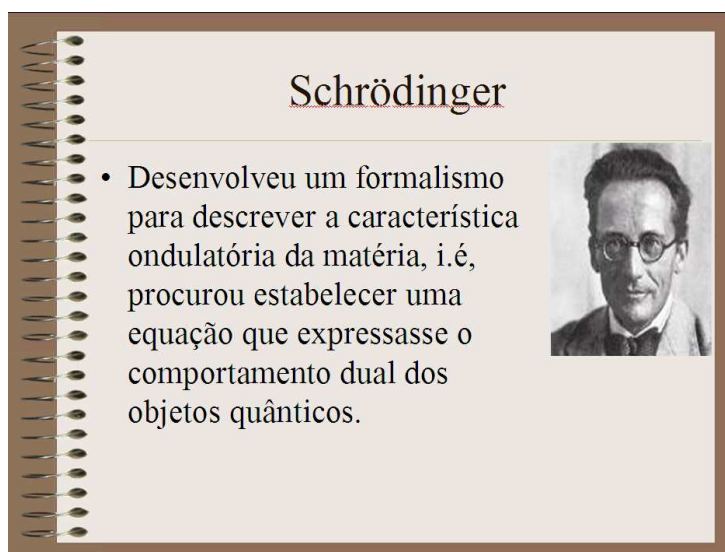 Schrödinger
• Desenvolveu um formalismo
para descrever a característica
ondulatória da matéria, i.é,
procurou estabelecer uma
equação que expressasse o
comportamento dual dos
objetos quânticos.